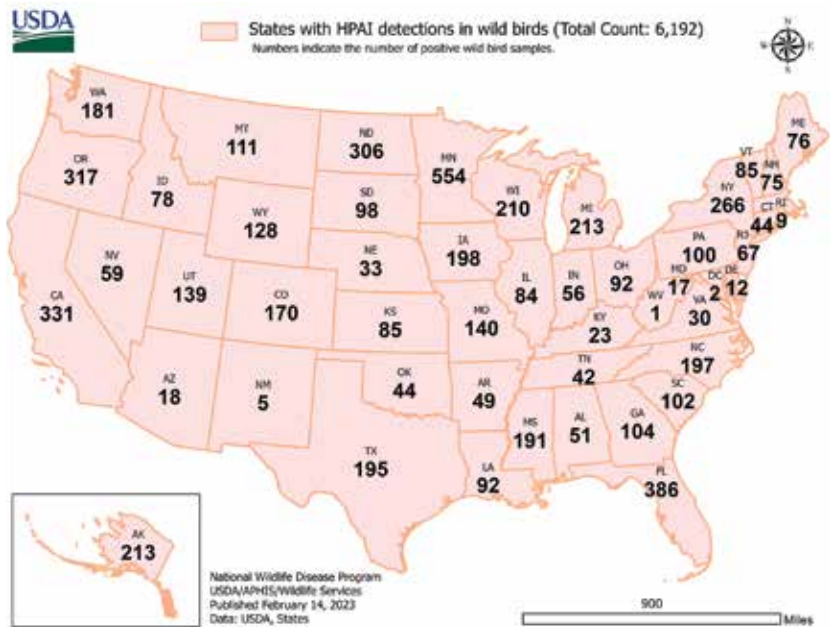 USDA
States with HPAI detections in wild birds (Total Count: 6,192)
Numbers indicate the number of positive wild bird samples.
N
W
E
S
WA
181
OR
317
CA
331
NV
59
ID
78
MT
111
WY
128
UT
139
CO
170
AZ
18
NM
5
ND
306
SD
98
NE
33
KS
85
OK
44
TX
195
MN
554
IA
198
MO
140
AR
49
LA
92
WI
210
IL
84
MI
213
IN
56
OH
92
KY
23
TN
42
MS
191
AL
51
GA
104
FL
386
SC
102
NC
197
VA
30
WV
1
MD
17
DC
2
DE
12
PA
100
NJ
67
NY
266
CT
44
RI
9
VT
85
NH
75
ME
76
AK
213
National Wildlife Disease Program
USDA/APHIS/Wildlife Services
Published February 14, 2023
Data: USDA, States
900
Miles